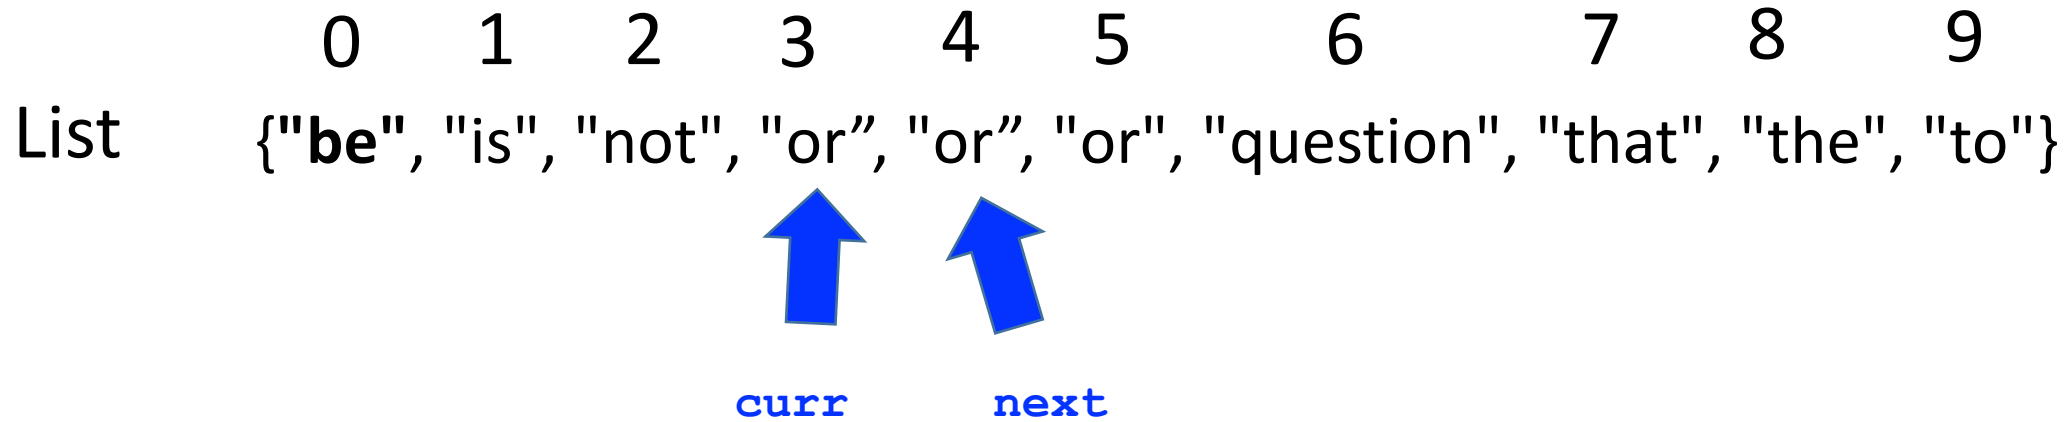 0 1 2 3 4 5 6 7 8 9
List {"be", "is", "not", "or”, "or”, "or", "question", "that", "the", "to"}
curr next